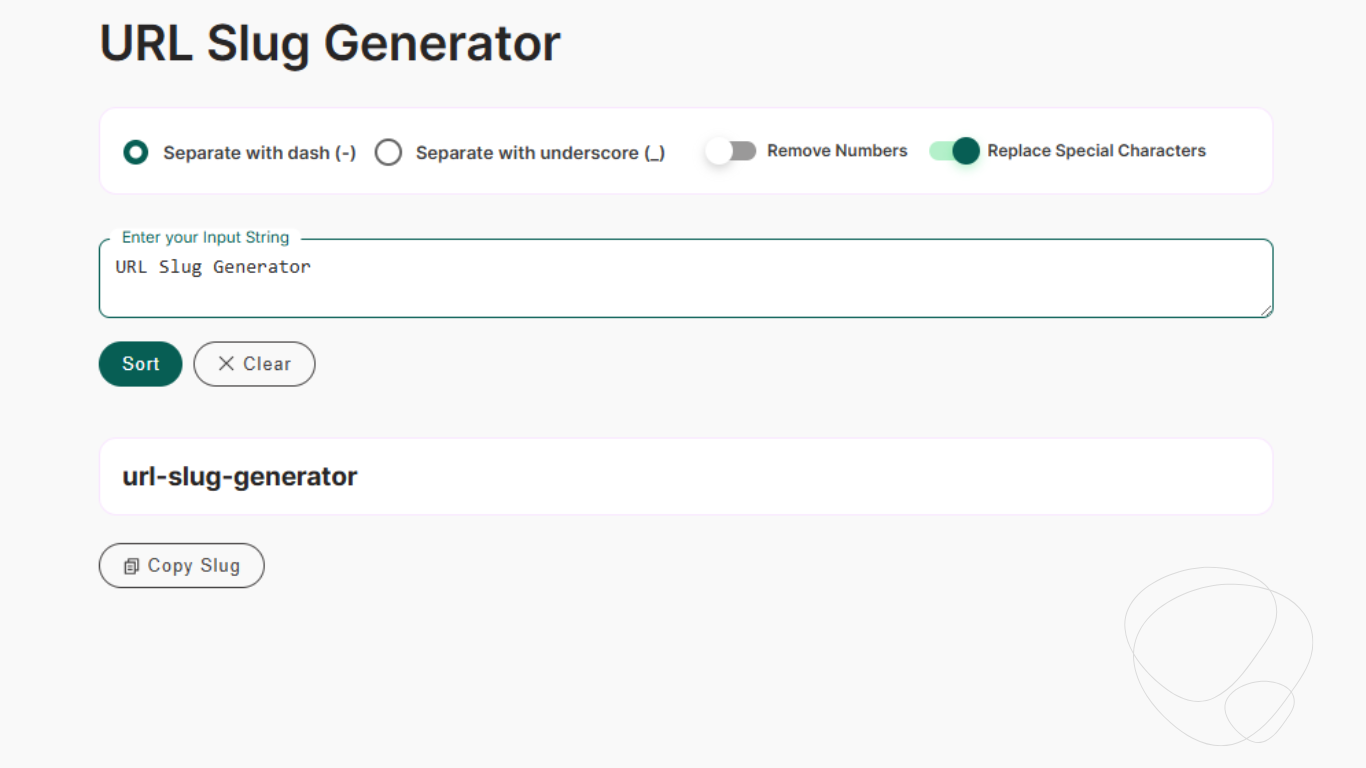 URL Slug Generator
Separate with dash (-) Separate with underscore (_) Remove Numbers Replace Special Characters
Enter your Input String
URL Slug Generator
Sort Clear
url-slug-generator
Copy Slug